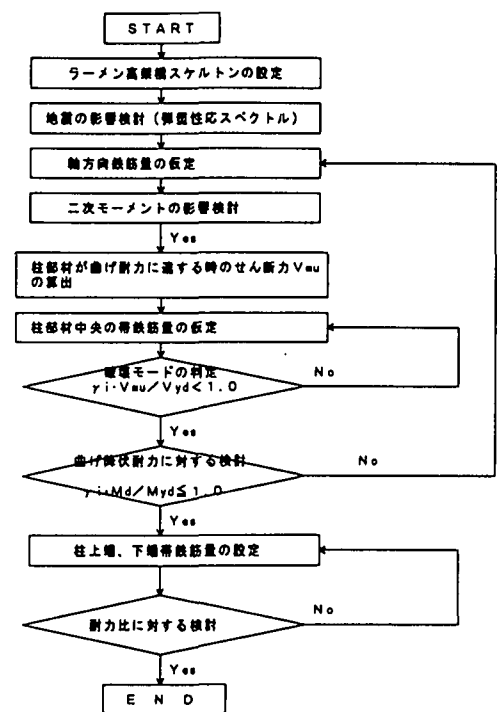 START
ラーメン高架橋スケルトンの設定
地震の影響検討(弾塑性応スペクトル)
軸方向鉄筋量の仮定
二次モーメントの影響検討
Yes
柱部材が曲げ耐力に達する時のせん断力Vmu
の算出
柱部材中央の帯鉄筋量の仮定
破壊モードの判定
γi・Vmu/Vyd<1.0
No
Yes
曲げ降伏耐力に対する検討
γi・Md/Myd≦1.0
No
Yes
柱上端、下端帯鉄筋量の設定
耐力比に対する検討
No
Yes
END